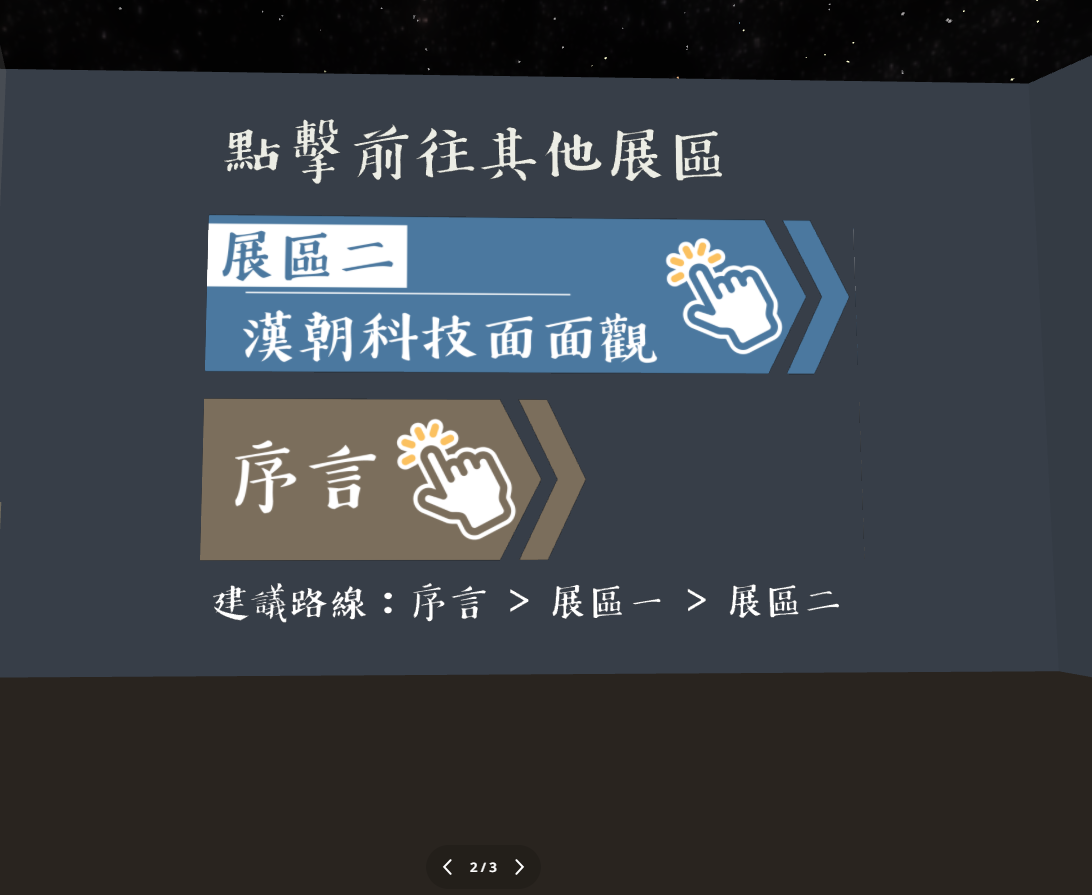 點擊前往其他展區
展區二
漢朝科技面面觀
序言
建議路線：序言 > 展區一 > 展區二
2/3